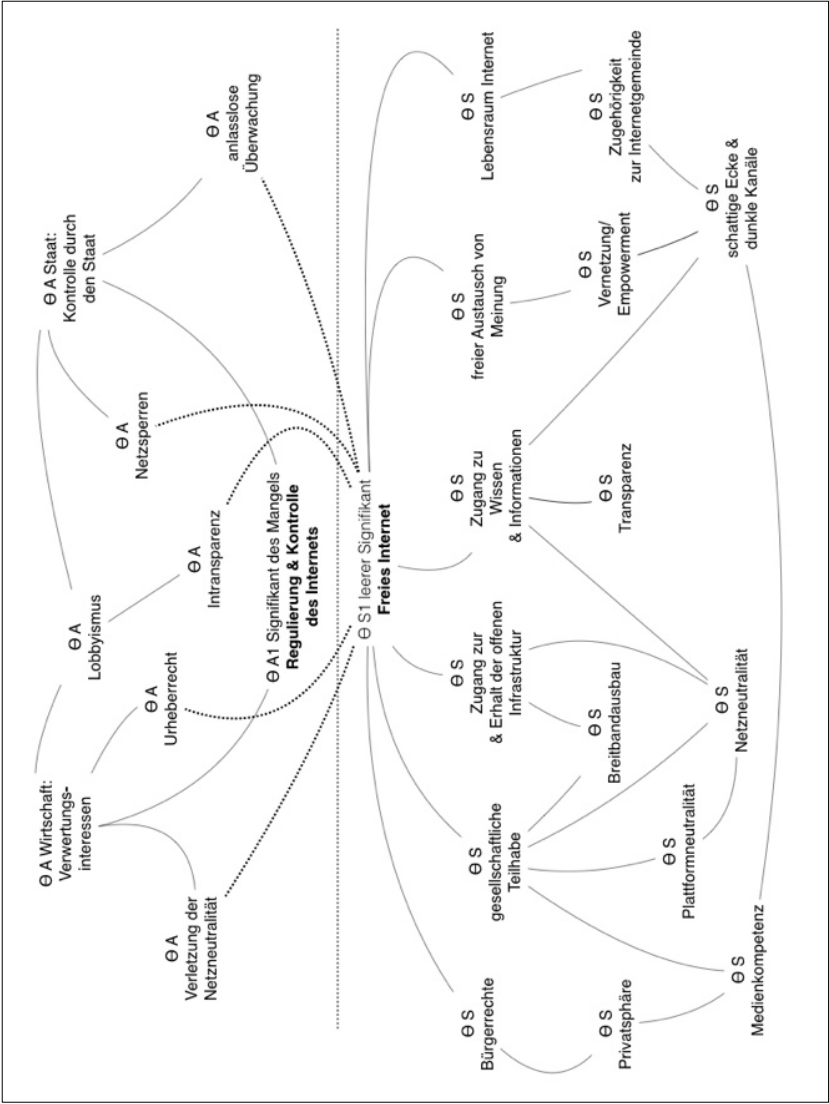 Θ A Wirtschaft:
Verwertungs-
interessen
Θ A Staat:
Kontrolle durch
den Staat
Θ A
Lobbyismus
Θ A
Netzsperren
Θ A
Urheberrecht
Θ A
Verletzung der
Netzneutralität
Θ A
Intransparenz
Θ A
anlasslose
Überwachung
Θ A1 Signifikant des Mangels
Regulierung & Kontrolle
des Internets
Θ S1 leerer Signifikant
Freies Internet
Θ S
Bürgerrechte
Θ S
gesellschaftliche
Teilhabe
Θ S
Zugang zur
& Erhalt der offenen
Infrastruktur
Θ S
Zugang zu
Wissen
& Informationen
Θ S
freier Austausch von
Meinung
Θ S
Lebensraum Internet
Θ S
Privatsphäre
Θ S
Plattformneutralität
Θ S
Breitbandausbau
Θ S
Transparenz
Θ S
Vernetzung/
Empowerment
Θ S
Zugehörigkeit
zur Internetgemeinde
Θ S
Medienkompetenz
Θ S
Netzneutralität
Θ S
schattige Ecke &
dunkle Kanäle